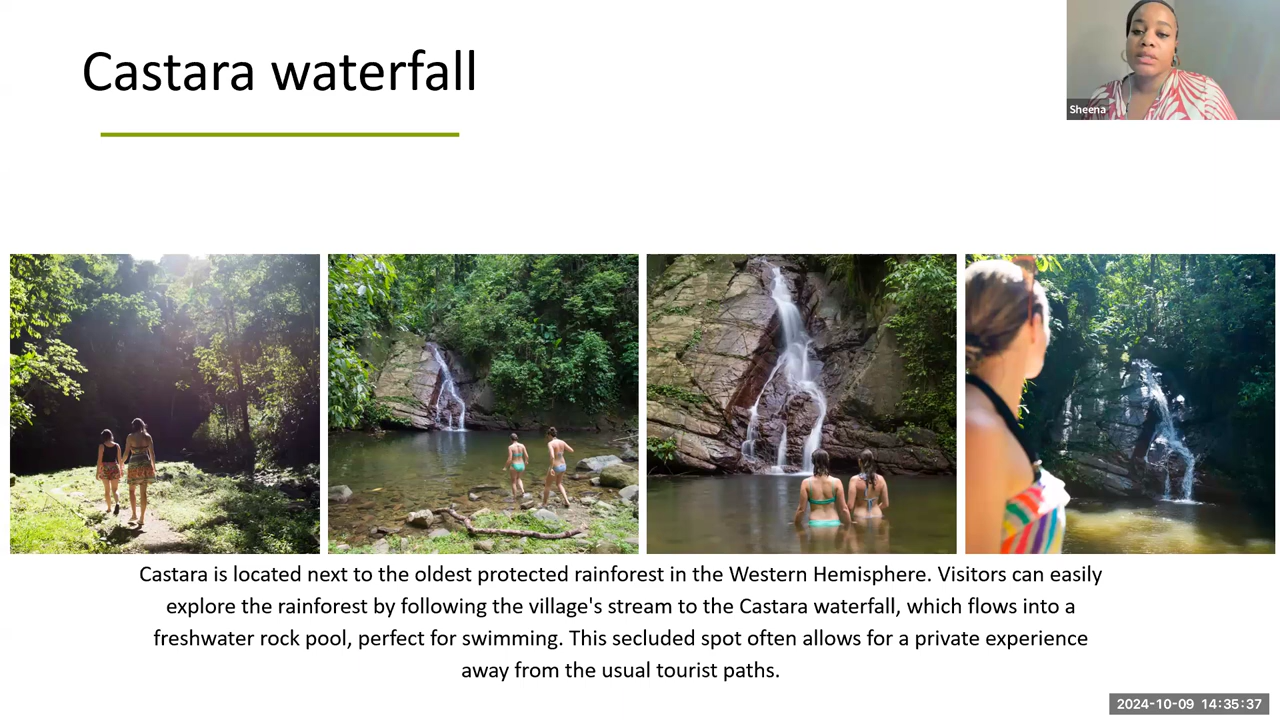 Castara waterfall
Sheena
Castara is located next to the oldest protected rainforest in the Western Hemisphere. Visitors can easily
explore the rainforest by following the village's stream to the Castara waterfall, which flows into a
freshwater rock pool, perfect for swimming. This secluded spot often allows for a private experience
away from the usual tourist paths.
2024-10-09 14:35:37